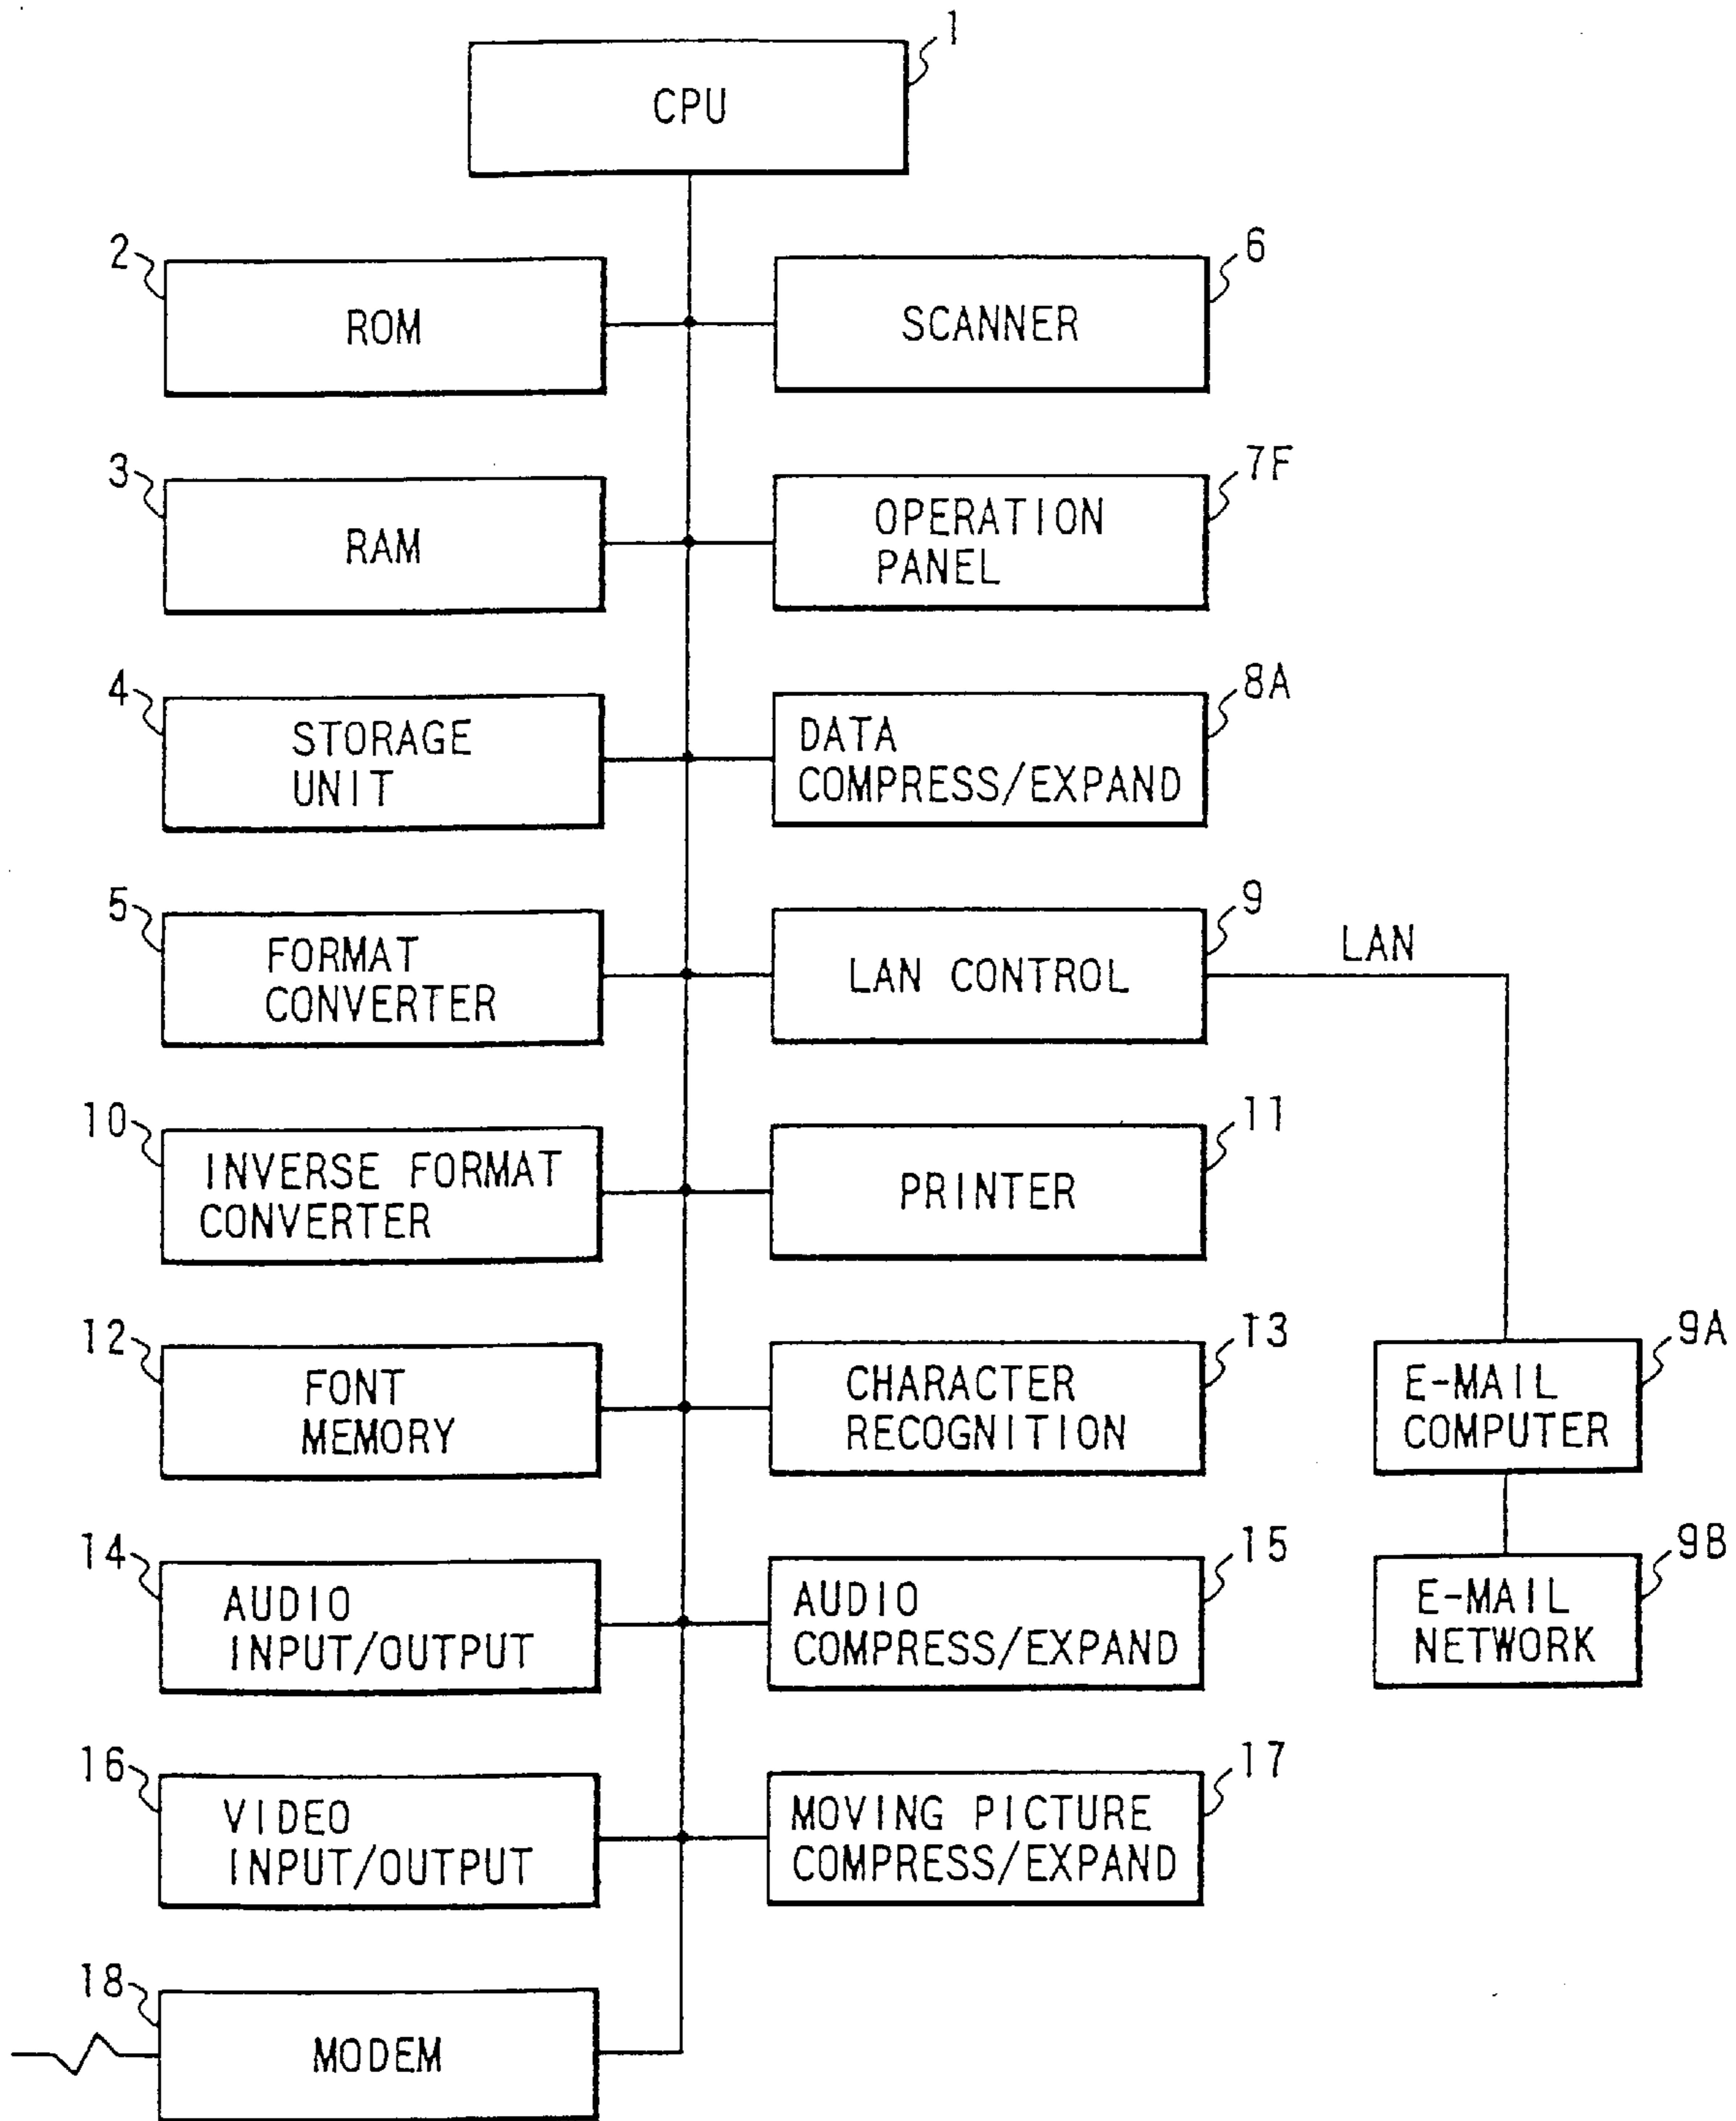 1
CPU
2
ROM
6
SCANNER
3
RAM
7F
OPERATION
PANEL
4
STORAGE
UNIT
8A
DATA
COMPRESS/EXPAND
5
FORMAT
CONVERTER
9
LAN CONTROL
LAN
10
INVERSE FORMAT
CONVERTER
11
PRINTER
12
FONT
MEMORY
13
CHARACTER
RECOGNITION
9A
E-MAIL
COMPUTER
14
AUDIO
INPUT/OUTPUT
15
AUDIO
COMPRESS/EXPAND
9B
E-MAIL
NETWORK
16
VIDEO
INPUT/OUTPUT
17
MOVING PICTURE
COMPRESS/EXPAND
18
MODEM